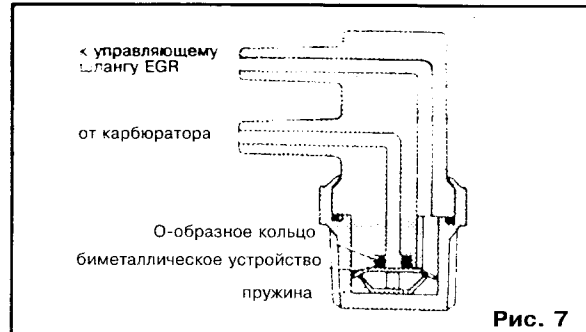 к управляющему
шлангу EGR
от карбюратора
О-образное кольцо
биметаллическое устройство
пружина
Рис. 7